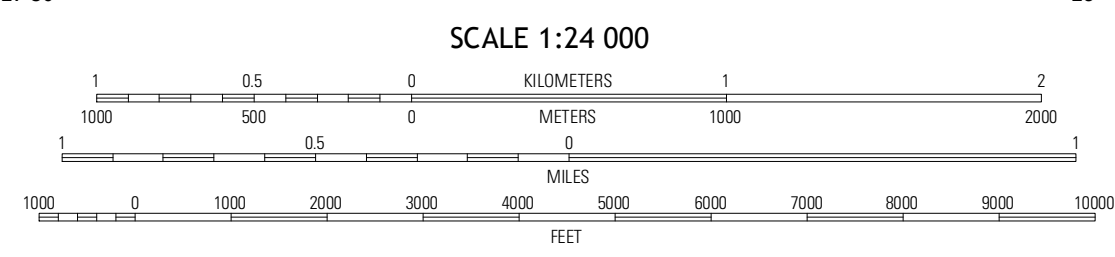 SCALE 1:24 000
1 0.5 0 KILOMETERS 1 2
1000 500 0 METERS 1000 2000
1 0.5 0 1
MILES
1000 0 1000 2000 3000 4000 5000 6000 7000 8000 9000 10000
FEET